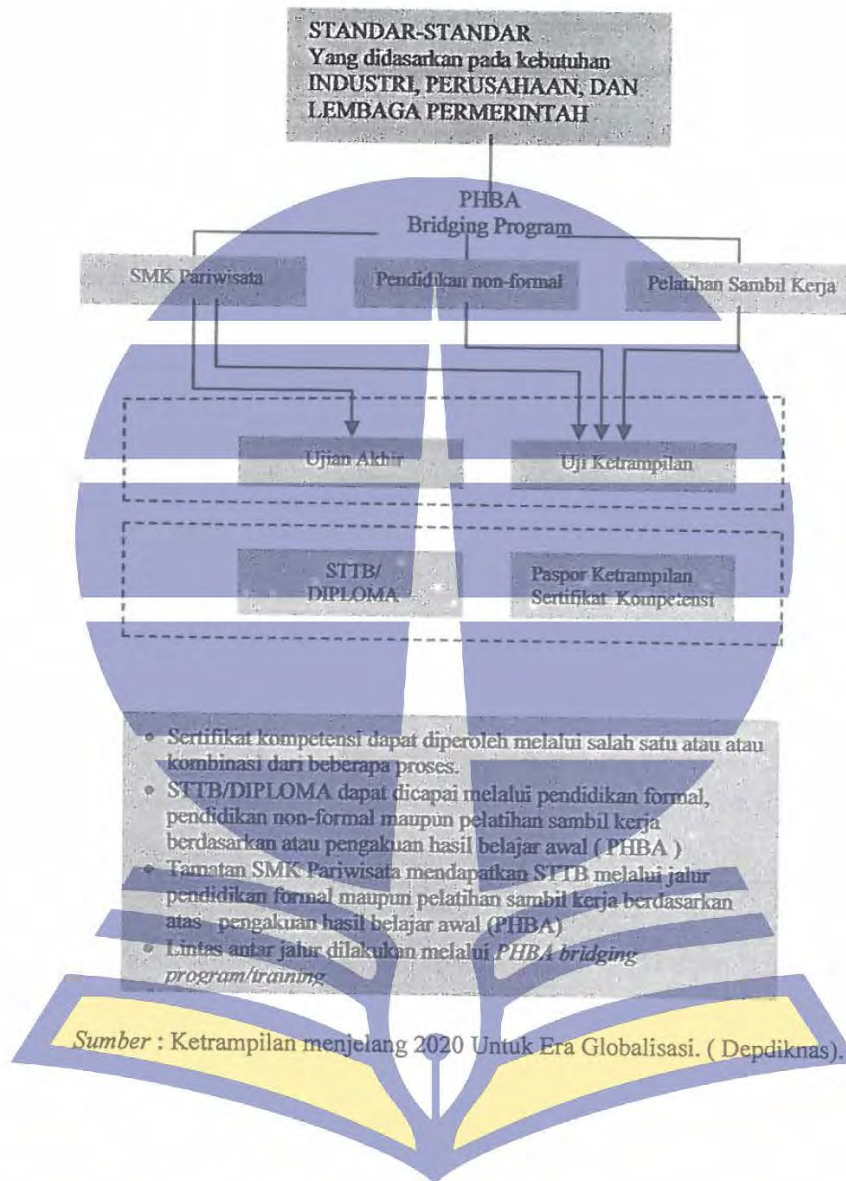 STANDAR-STANDAR
Yang didasarkan pada kebutuhan
INDUSTRI, PERUSAHAAN, DAN
LEMBAGA PERMERINTAH
PHBA
Bridging Program
SMK Pariwisata
Pendidikan non-formal
Pelatihan Sambil Kerja
Ujian Akhir
Uji Ketrampilan
STTB/
DIPLOMA
Paspor Ketrampilan
Sertifikat Kompetensi
• Sertifikat kompetensi dapat diperoleh melalui salah satu atau atau
kombinasi dari beberapa proses.
• STTB/DIPLOMA dapat dicapai melalui pendidikan formal,
pendidikan non-formal maupun pelatihan sambil kerja
berdasarkan atau pengakuan hasil belajar awal ( PHBA )
• Tamatan SMK Pariwisata mendapatkan STTB melalui jalur
pendidikan formal maupun pelatihan sambil kerja berdasarkan
atas pengakuan hasil belajar awal (PHBA)
• Lintas antar jalur dilakukan melalui PHBA bridging
program/training
Sumber : Ketrampilan menjelang 2020 Untuk Era Globalisasi. ( Depdiknas).